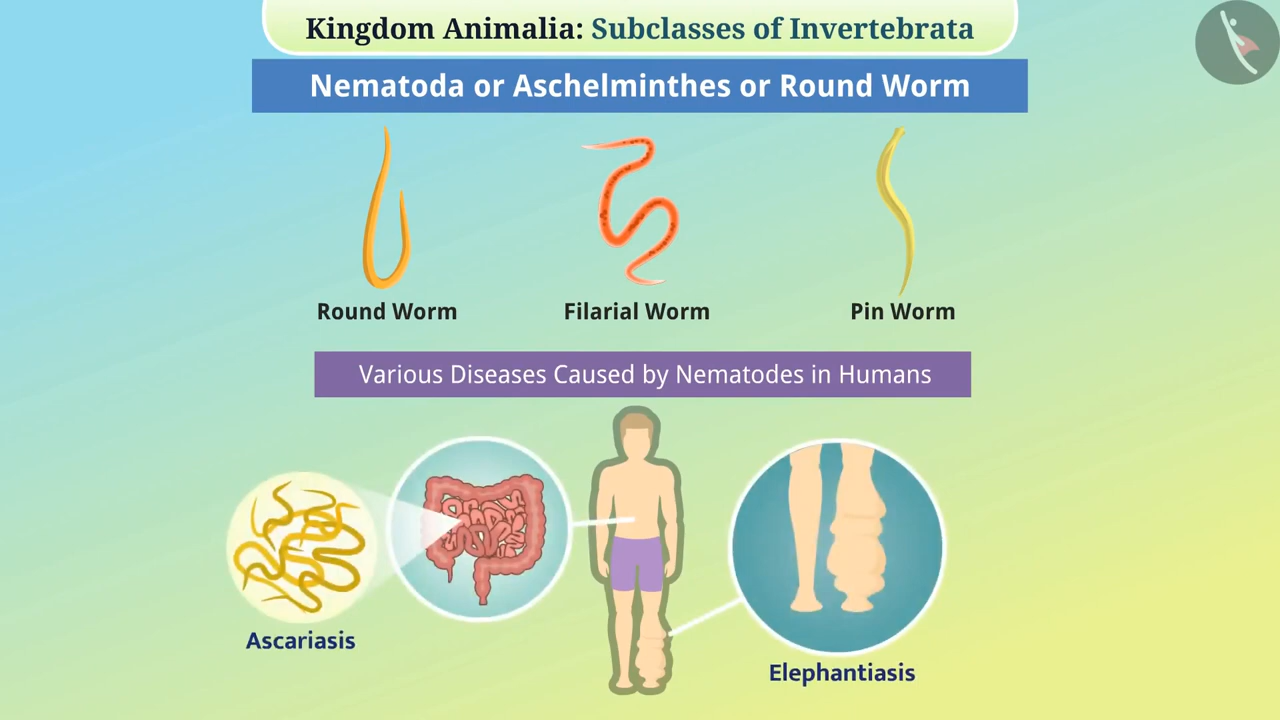 Kingdom Animalia: Subclasses of Invertebrata
Nematoda or Aschelminthes or Round Worm
Round Worm
Filarial Worm
Pin Worm
Various Diseases Caused by Nematodes in Humans
Ascariasis
Elephantiasis